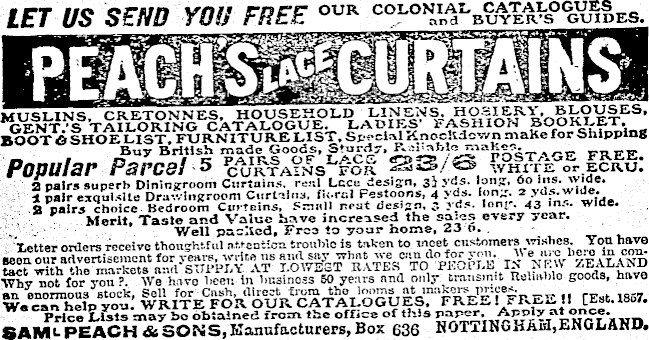 LET US SEND YOU FREE OUR COLONIAL CATALOGUES
and BUYER'S GUIDES.
PEACH'S LACE CURTAINS
MUSLINS, CRETONNES, HOUSEHOLD LINENS, HOSIERY, BLOUSES,
GENT.'S TAILORING CATALOGUE. LADIES' FASHION BOOKLET.
BOOT & SHOE LIST, FURNITURE LIST, Special Knockdown make for Shipping
Buy British made Goods, Sturdy, Reliable makes.
Popular Parcel 5 PAIRS OF LACE CURTAINS FOR 23/6 POSTAGE FREE. WHITE or ECRU.
2 pairs superb Diningroom Curtains, real Lace design, 3½ yds. long, 60 ins. wide.
1 pair exquisite Drawingroom Curtains, floral Festoons, 4 yds. long, 2 yds. wide.
2 pairs choice Bedroom Curtains, Small neat design, 3 yds. long, 43 ins. wide.
Merit, Taste and Value have increased the sales every year.
Well packed, Free to your home, 23 6.
Letter orders receive thoughtful attention trouble is taken to meet customers wishes. You have
seen our advertisement for years, write us and say what we can do for you. We are here in con-
tact with the markets and SUPPLY AT LOWEST RATES TO PEOPLE IN NEW ZEALAND
Why not for you?. We have been in business 50 years and only transmit Reliable goods, have
an enormous stock, Sell for Cash, direct from the looms at makers prices.
We can help you. WRITE FOR OUR CATALOGUES, FREE! FREE!! [Est. 1857.
Price Lists may be obtained from the office of this paper. Apply at once.
SAML PEACH & SONS, Manufacturers, Box 636 NOTTINGHAM, ENGLAND.